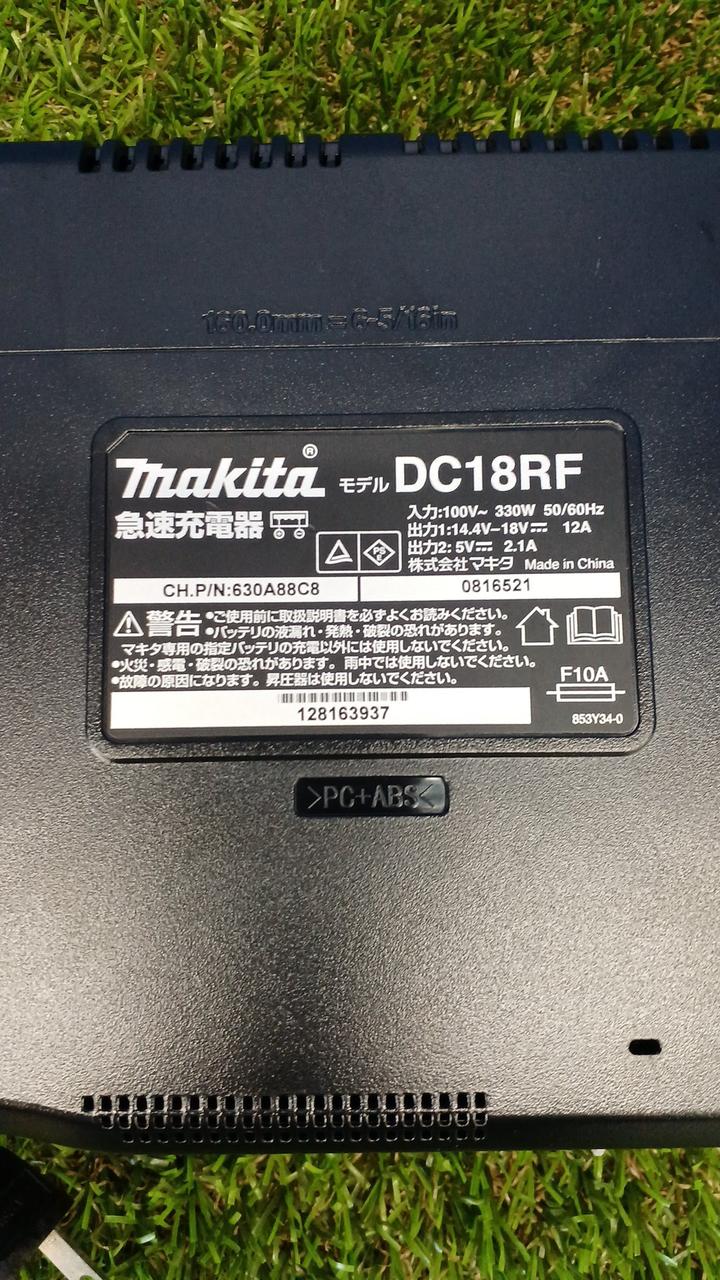 160.0mm=6-5/16in
makita® モデル DC18RF
急速充電器
入力:100V~ 330W 50/60Hz
出力1:14.4V-18V⎓ 12A
出力2: 5V⎓ 2.1A
株式会社マキタ Made in China
PSE
CH.P/N:630A88C8 0816521
⚠警告 •ご使用前に取扱説明書を必ずよくお読みください。
•バッテリの液漏れ・発熱・破裂の恐れがあります。
マキタ専用の指定バッテリの充電以外には使用しないでください。
•火災・感電・破裂の恐れがあります。雨中では使用しないでください。
•故障の原因になります。昇圧器は使用しないでください。
F10A
128163937
853Y34-0
>PC+ABS<